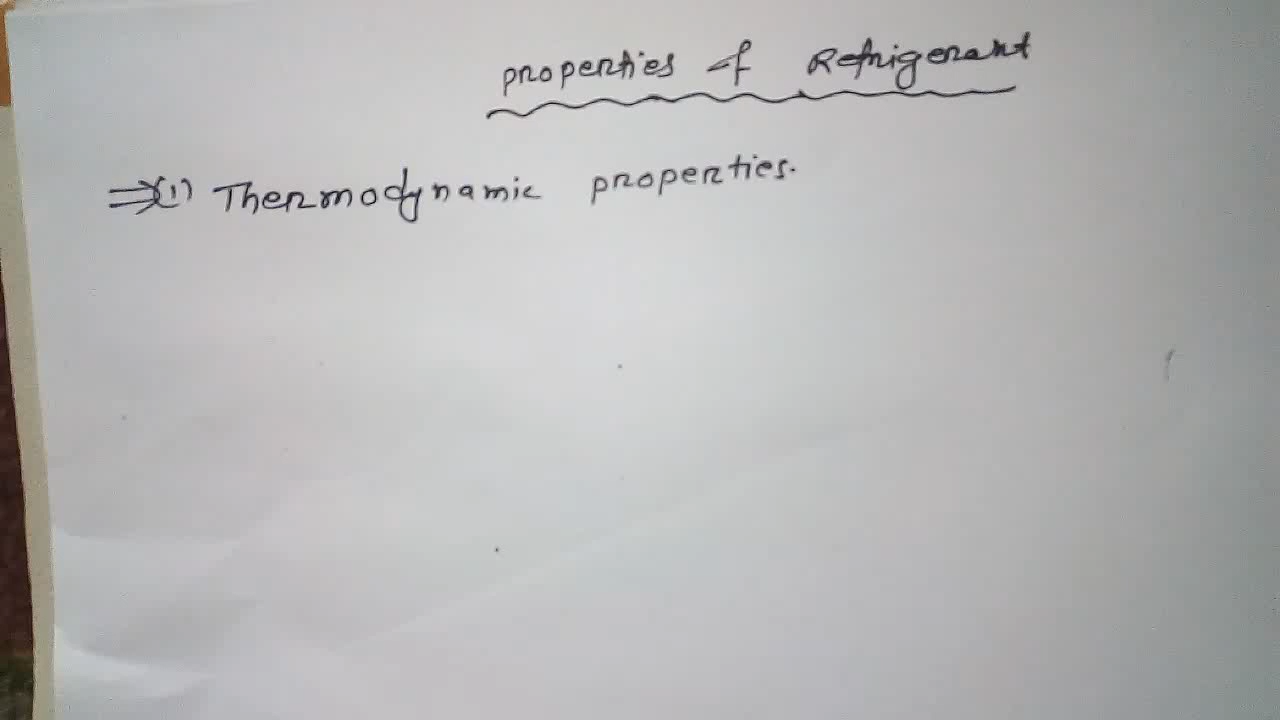 properties of Refrigerant
⇒(1) Thermodynamic properties.